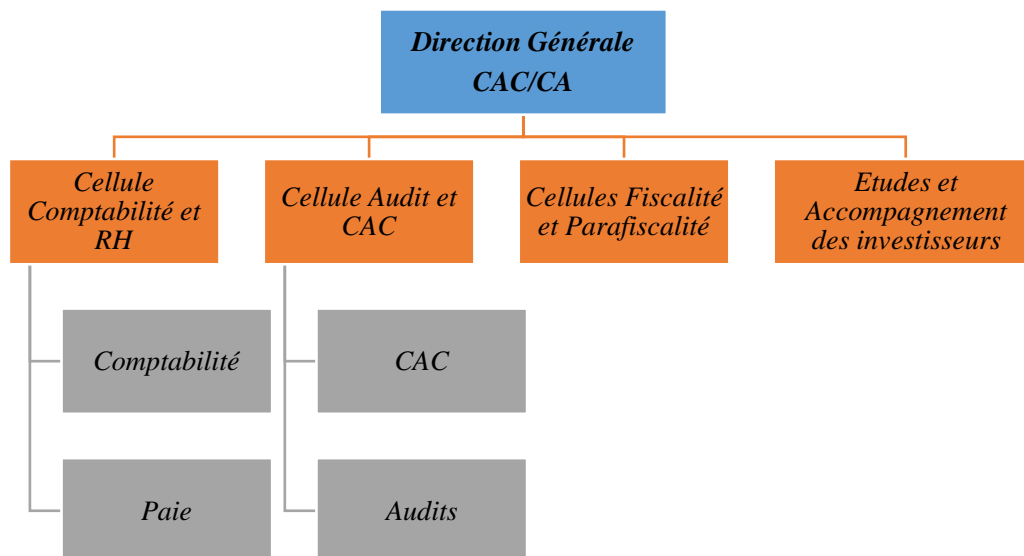 Direction Générale
CAC/CA
Cellule
Comptabilité et
RH
Cellule Audit et
CAC
Cellules Fiscalité
et Parafiscalité
Etudes et
Accompagnement
des investisseurs
Comptabilité
CAC
Paie
Audits